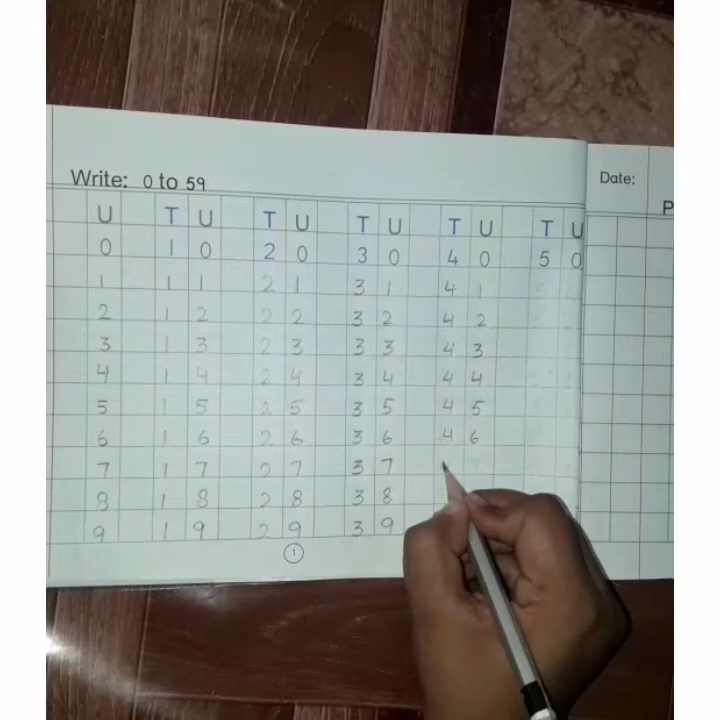 Write: 0 to 59
Date:
P
U T U T U T U T U T U
0 1 0 2 0 3 0 4 0 5 0
1 1 1 2 1 3 1 4 1
2 1 2 2 2 3 2 4 2
3 1 3 2 3 3 3 4 3
4 1 4 2 4 3 4 4 4
5 1 5 2 5 3 5 4 5
6 1 6 2 6 3 6 4 6
7 1 7 2 7 3 7
8 1 8 2 8 3 8
9 1 9 2 9 3 9
1